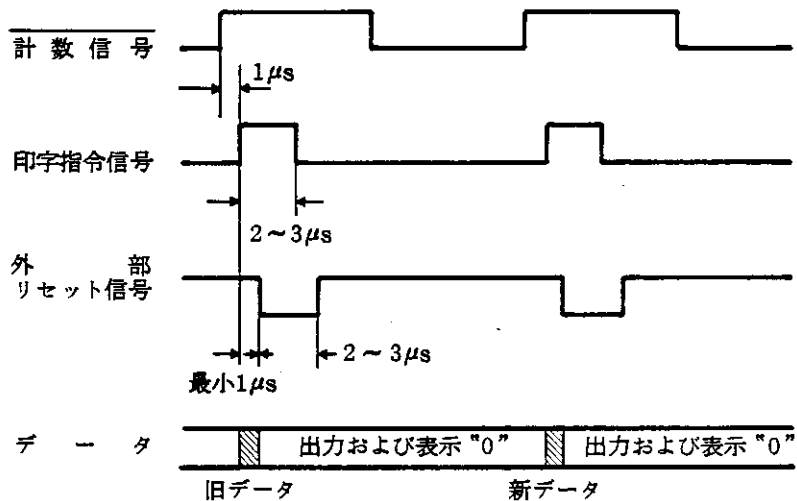 計数信号
1μs
印字指令信号
2～3μs
外部
リセット信号
2～3μs
最小1μs
データ
出力および表示"0"
出力および表示"0"
旧データ
新データ